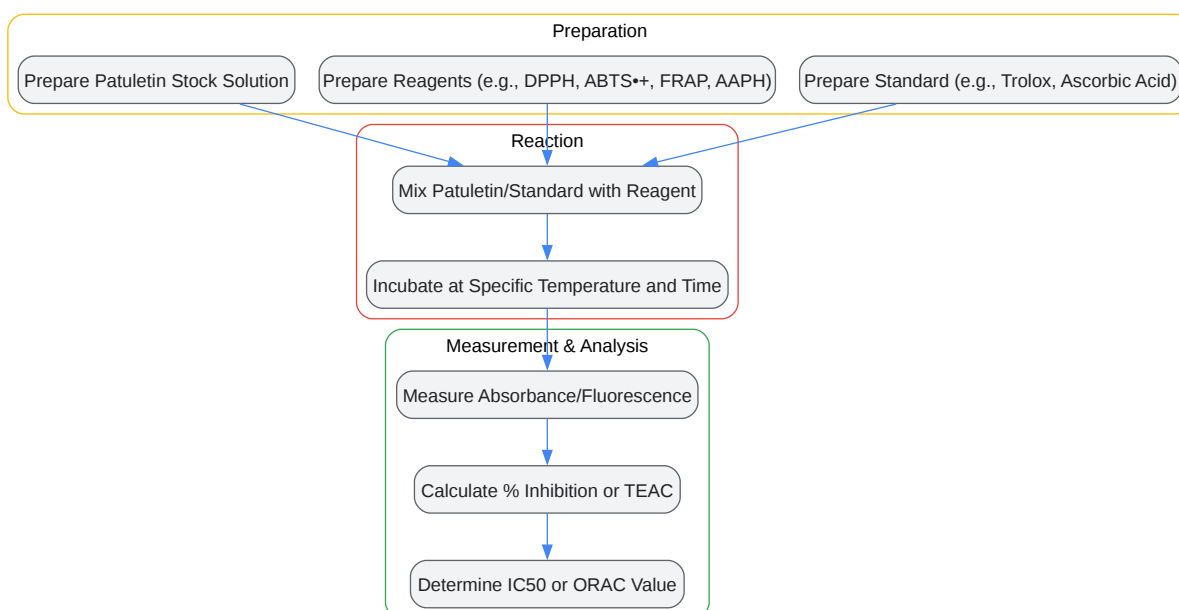 Preparation
Prepare Patuletin Stock Solution
Prepare Reagents (e.g., DPPH, ABTS•+, FRAP, AAPH)
Prepare Standard (e.g., Trolox, Ascorbic Acid)
Reaction
Mix Patuletin/Standard with Reagent
Incubate at Specific Temperature and Time
Measurement & Analysis
Measure Absorbance/Fluorescence
Calculate % Inhibition or TEAC
Determine IC50 or ORAC Value